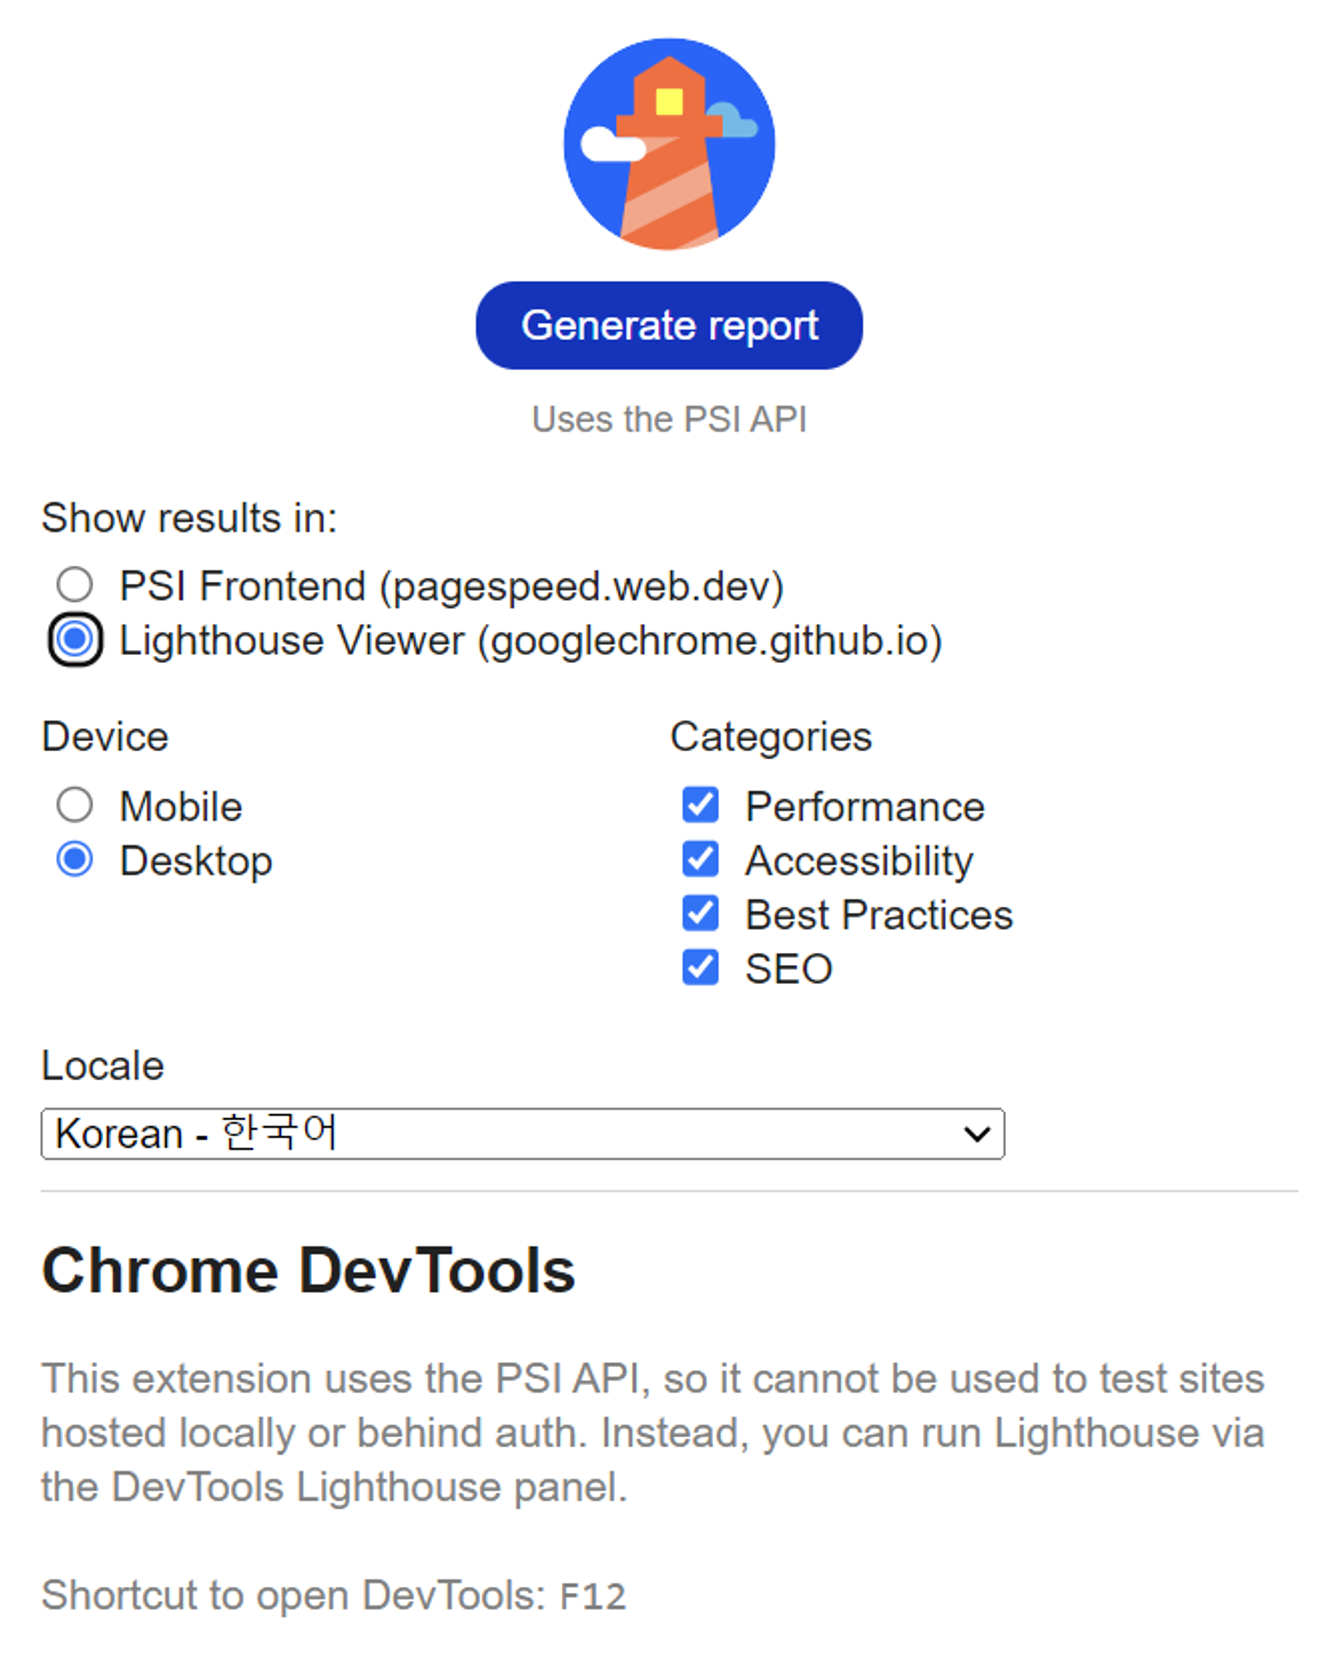 Generate report
Uses the PSI API
Show results in:
PSI Frontend (pagespeed.web.dev)
Lighthouse Viewer (googlechrome.github.io)
Device
Mobile
Desktop
Categories
Performance
Accessibility
Best Practices
SEO
Locale
Korean - 한국어
Chrome DevTools
This extension uses the PSI API, so it cannot be used to test sites
hosted locally or behind auth. Instead, you can run Lighthouse via
the DevTools Lighthouse panel.
Shortcut to open DevTools: F12